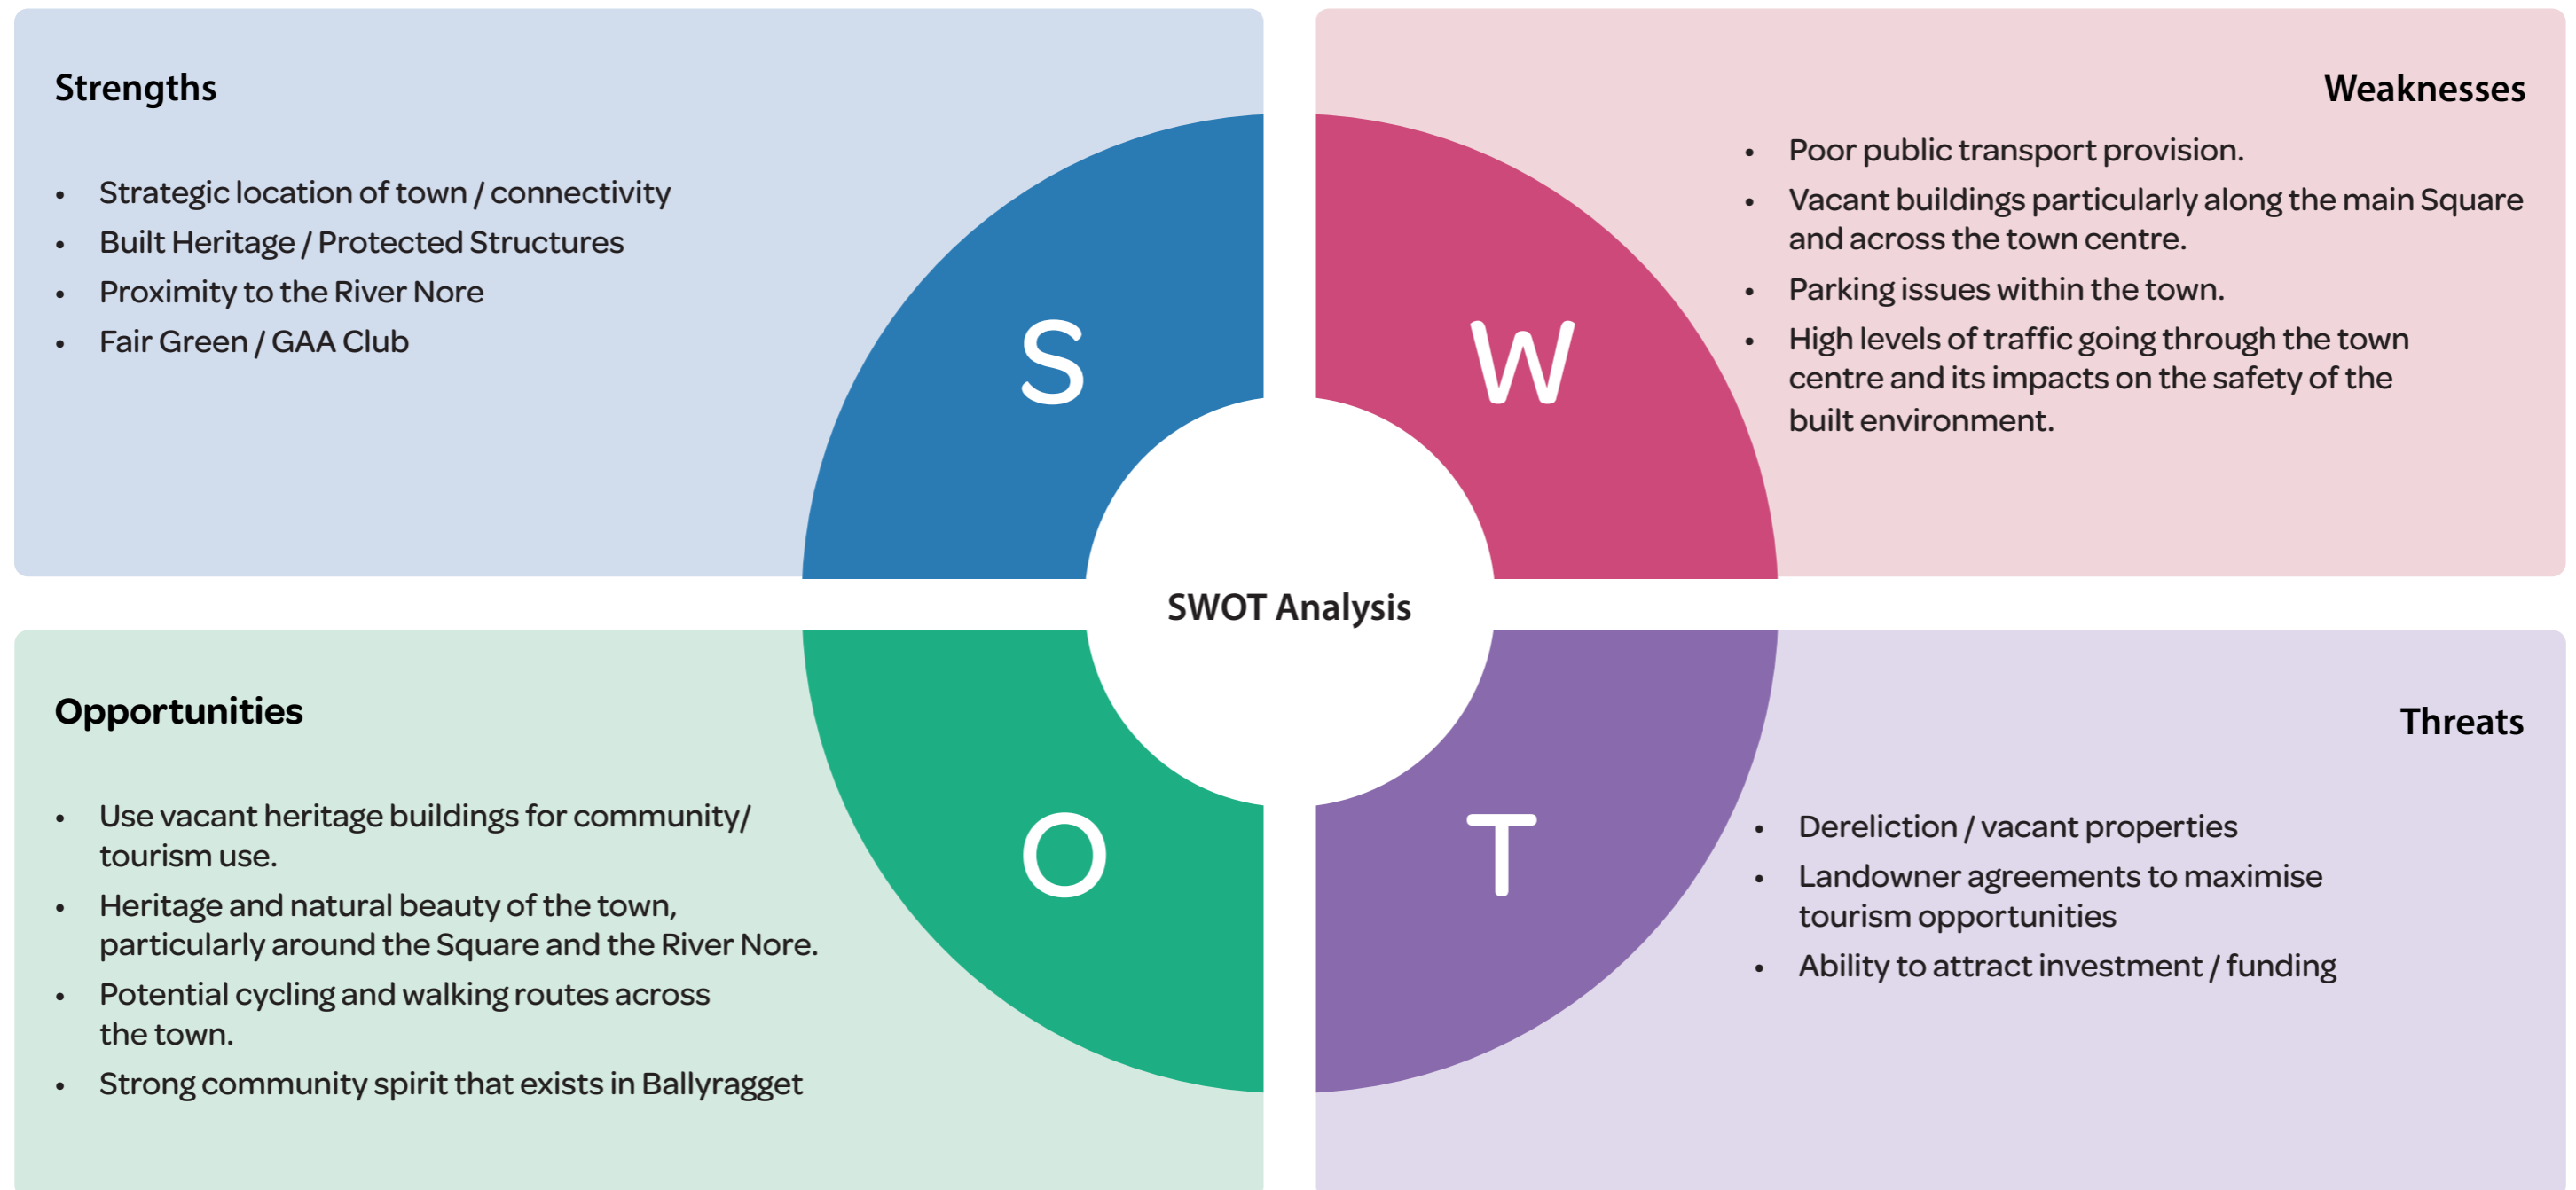 Strengths
• Strategic location of town / connectivity
• Built Heritage / Protected Structures
• Proximity to the River Nore
• Fair Green / GAA Club
S
Weaknesses
• Poor public transport provision.
• Vacant buildings particularly along the main Square
and across the town centre.
• Parking issues within the town.
• High levels of traffic going through the town
centre and its impacts on the safety of the
built environment.
W
SWOT Analysis
Opportunities
• Use vacant heritage buildings for community/
tourism use.
• Heritage and natural beauty of the town,
particularly around the Square and the River Nore.
• Potential cycling and walking routes across
the town.
• Strong community spirit that exists in Ballyragget
O
Threats
• Dereliction / vacant properties
• Landowner agreements to maximise
tourism opportunities
• Ability to attract investment / funding
T